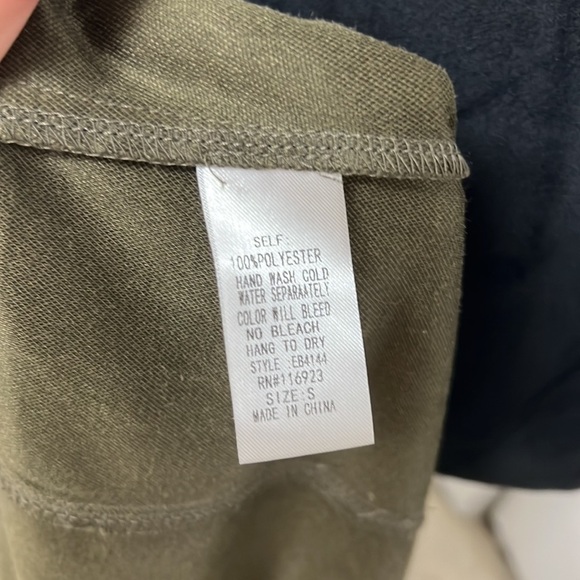 SELF:
100%POLYESTER
HAND WASH COLD
WATER SEPARAATELY
COLOR WILL BLEED
NO BLEACH
HANG TO DRY
STYLE :EB4144
RN#116923
SIZE:S
MADE IN CHINA